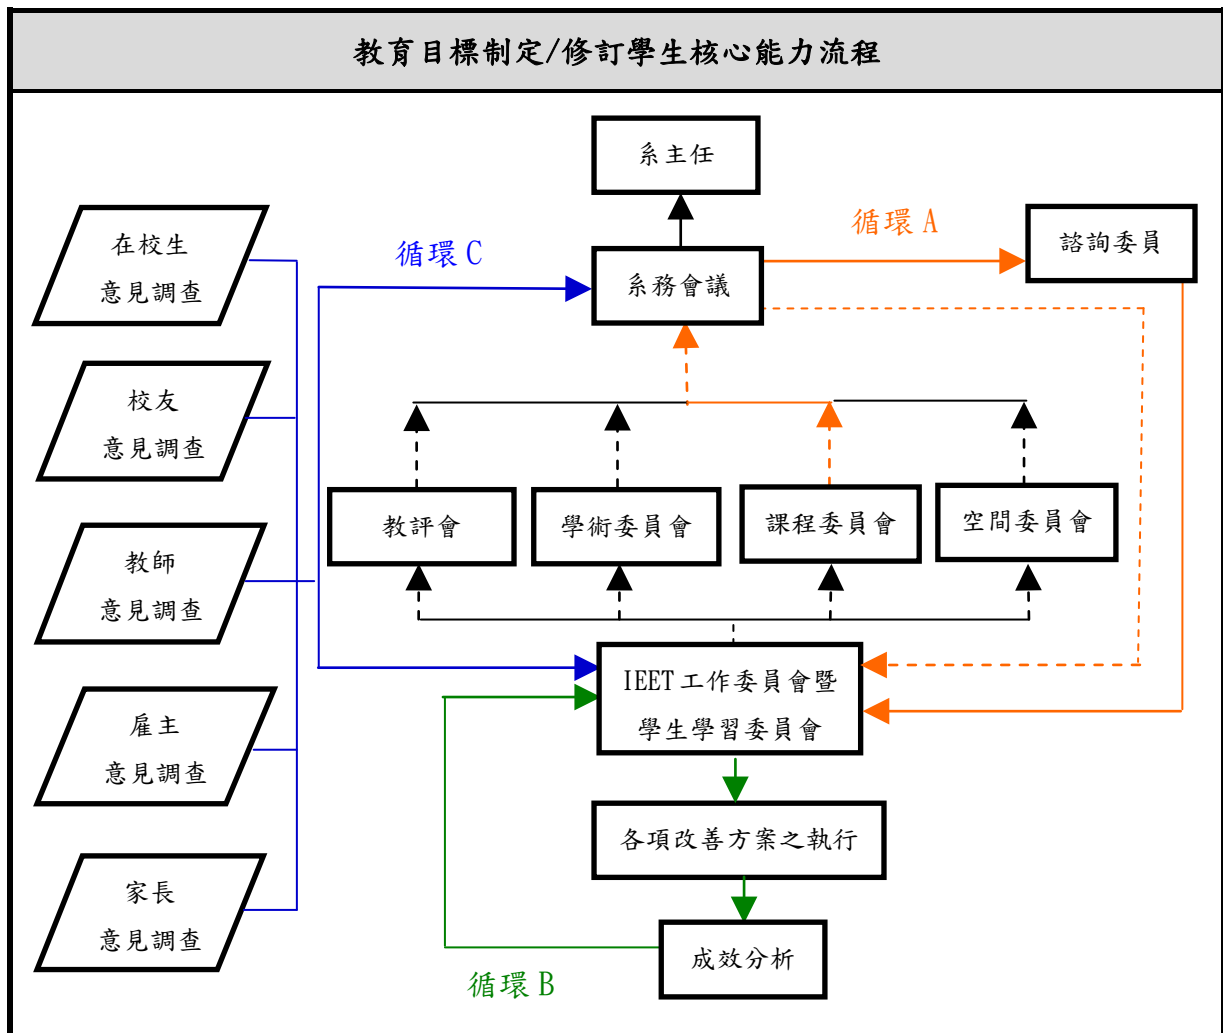 教育目標制定/修訂學生核心能力流程
系主任
在校生
意見調查
循環 C
循環 A
諮詢委員
系務會議
校友
意見調查
教評會
學術委員會
課程委員會
空間委員會
教師
意見調查
IEET 工作委員會暨
學生學習委員會
雇主
意見調查
各項改善方案之執行
家長
意見調查
成效分析
循環 B